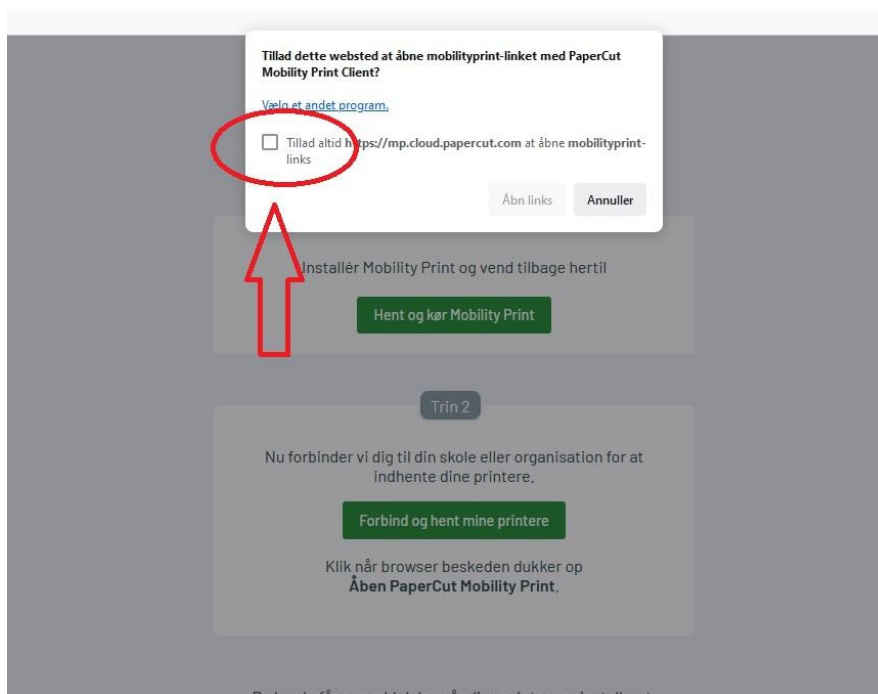 Tillad dette websted at åbne mobilityprint-linket med PaperCut
Mobility Print Client?
Vælg et andet program.
Tillad altid https://mp.cloud.papercut.com at åbne mobilityprint-
links
Åbn links
Annuller
Installér Mobility Print og vend tilbage hertil
Hent og kør Mobility Print
Trin 2
Nu forbinder vi dig til din skole eller organisation for at
indhente dine printere.
Forbind og hent mine printere
Klik når browser beskeden dukker op
Åben PaperCut Mobility Print.